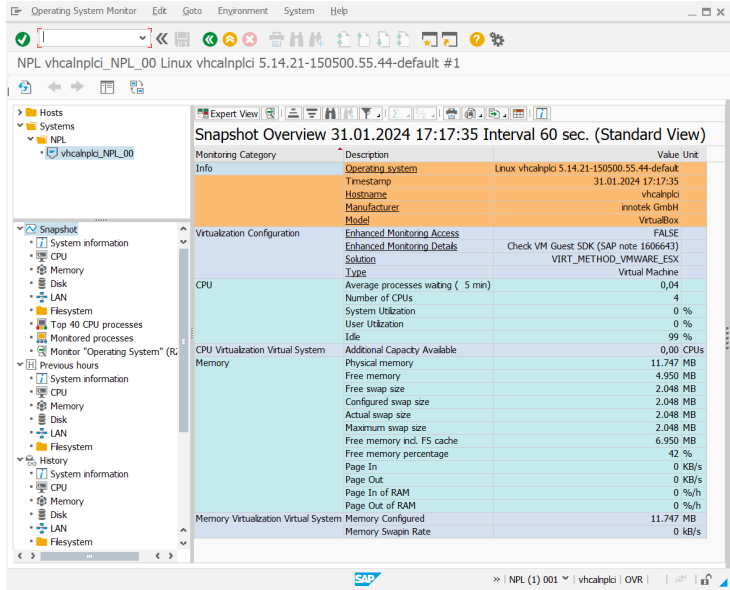 Operating System Monitor Edit Goto Environment System Help
NPL vhcalnplci_NPL_00 Linux vhcalnplci 5.14.21-150500.55.44-default #1
Hosts
Systems
NPL
vhcalnplci_NPL_00
Snapshot
System information
CPU
Memory
Disk
LAN
Filesystem
Top 40 CPU processes
Monitored processes
Monitor "Operating System" (RZ
Previous hours
System information
CPU
Memory
Disk
LAN
Filesystem
History
System information
CPU
Memory
Disk
LAN
Filesystem
Expert View
Snapshot Overview 31.01.2024 17:17:35 Interval 60 sec. (Standard View)
Monitoring Category Description Value Unit
Info Operating system Linux vhcalnplci 5.14.21-150500.55.44-default
Timestamp 31.01.2024 17:17:35
Hostname vhcalnplci
Manufacturer innotek GmbH
Model VirtualBox
Virtualization Configuration Enhanced Monitoring Access FALSE
Enhanced Monitoring Details Check VM Guest SDK (SAP note 1606643)
Solution VIRT_METHOD_VMWARE_ESX
Type Virtual Machine
CPU Average processes waiting ( 5 min) 0,04
Number of CPUs 4
System Utilization 0 %
User Utilization 0 %
Idle 99 %
CPU Virtualization Virtual System Additional Capacity Available 0,00 CPUs
Memory Physical memory 11.747 MB
Free memory 4.950 MB
Free swap size 2.048 MB
Configured swap size 2.048 MB
Actual swap size 2.048 MB
Maximum swap size 2.048 MB
Free memory incl. FS cache 6.950 MB
Free memory percentage 42 %
Page In 0 KB/s
Page Out 0 KB/s
Page In of RAM 0 %/h
Page Out of RAM 0 %/h
Memory Virtualization Virtual System Memory Configured 11.747 MB
Memory Swapin Rate 0 kB/s
SAP
NPL (1) 001 vhcalnplci OVR